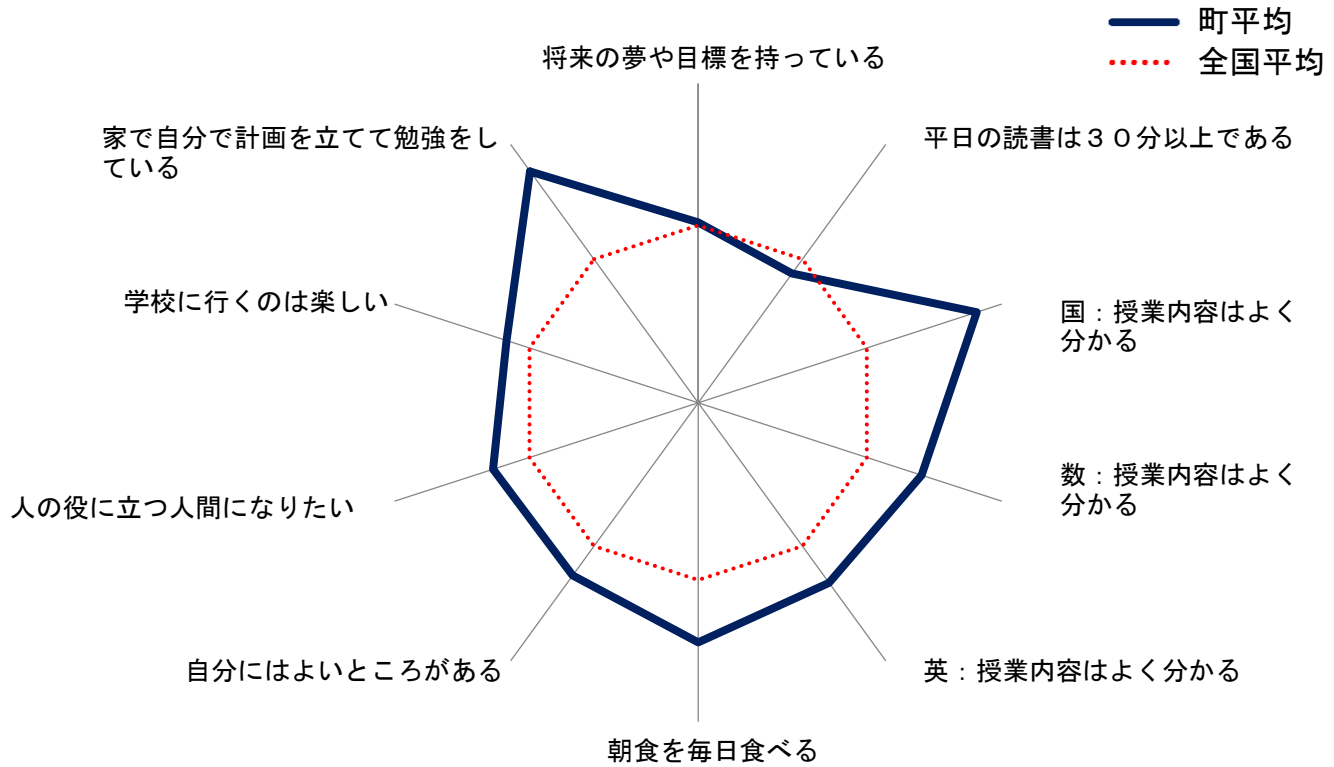 町平均
全国平均
将来の夢や目標を持っている
平日の読書は３０分以上である
国：授業内容はよく
分かる
数：授業内容はよく
分かる
英：授業内容はよく分かる
朝食を毎日食べる
自分にはよいところがある
人の役に立つ人間になりたい
学校に行くのは楽しい
家で自分で計画を立てて勉強をし
ている